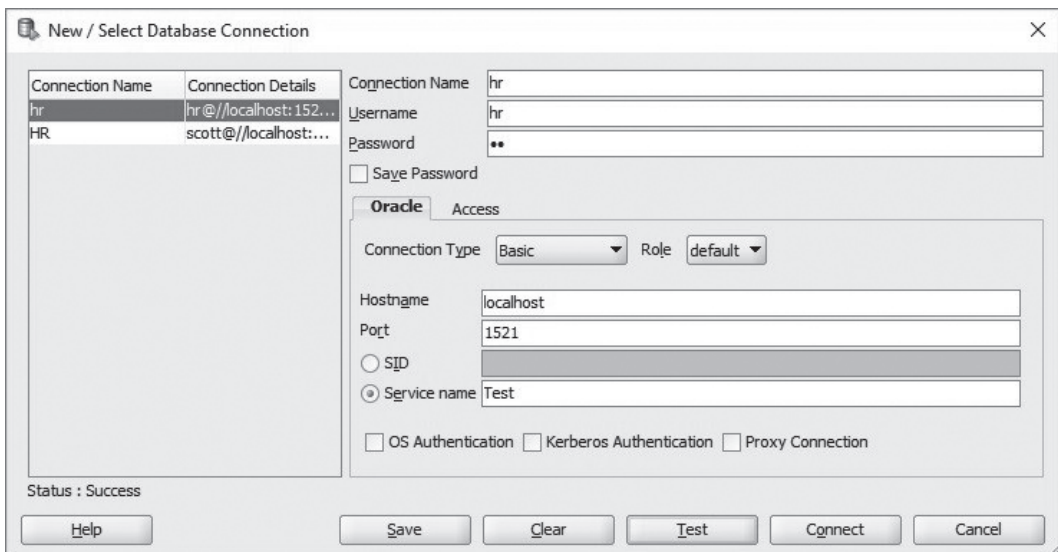 New / Select Database Connection
Connection Name Connection Details
hr hr@//localhost:152...
HR scott@//localhost:...
Connection Name hr
Username hr
Password ••
Save Password
Oracle Access
Connection Type Basic Role default
Hostname localhost
Port 1521
SID
Service name Test
OS Authentication Kerberos Authentication Proxy Connection
Status : Success
Help Save Clear Test Connect Cancel